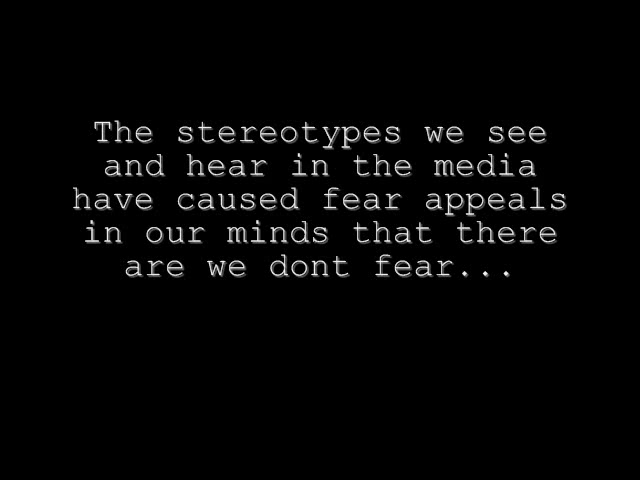 The stereotypes we see
and hear in the media
have caused fear appeals
in our minds that there
are we dont fear...